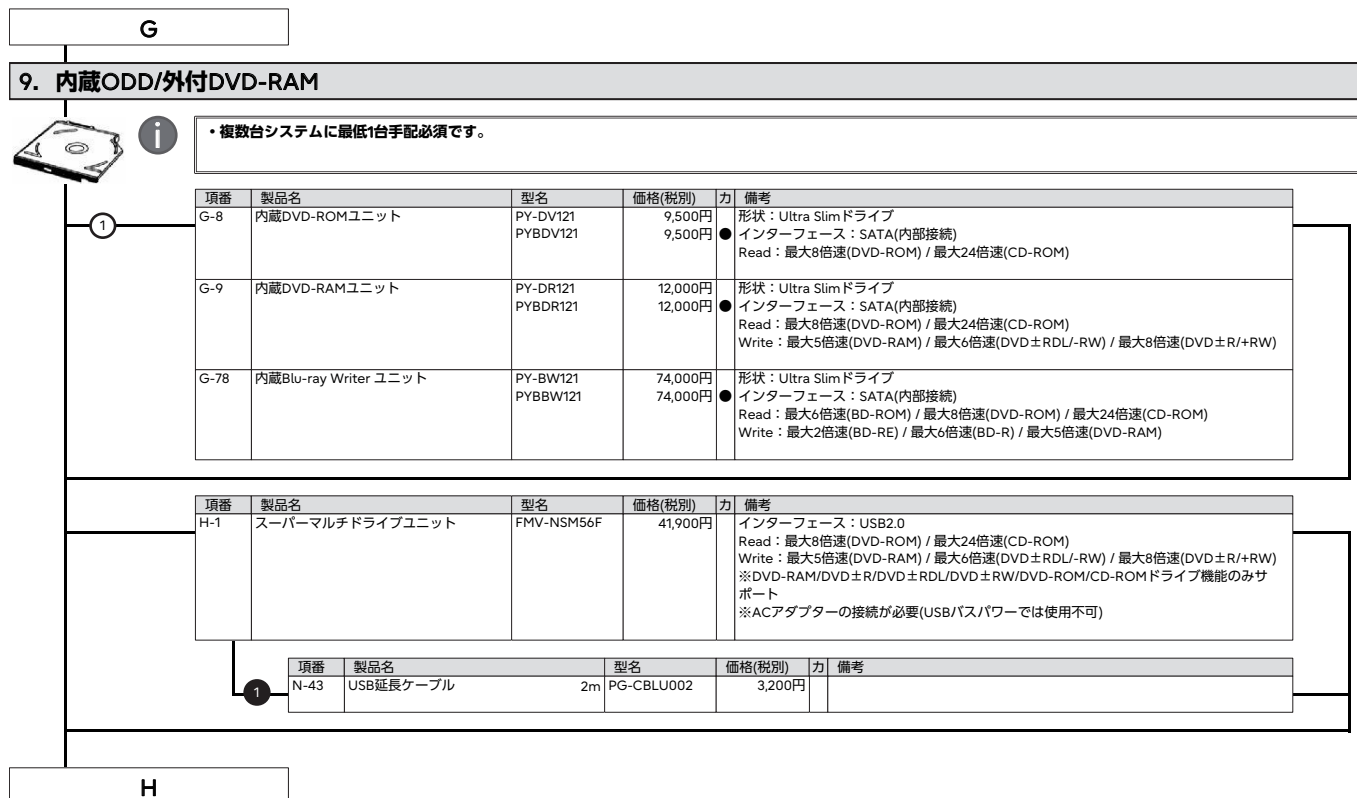 G
9. 内蔵ODD/外付DVD-RAM
i
・複数台システムに最低1台手配必須です。
項番 製品名 型名 価格(税別) カ 備考
1
G-8 内蔵DVD-ROMユニット PY-DV121 9,500円 形状：Ultra Slimドライブ
PYBDV121 9,500円 ● インターフェース：SATA(内部接続)
Read：最大8倍速(DVD-ROM) / 最大24倍速(CD-ROM)
G-9 内蔵DVD-RAMユニット PY-DR121 12,000円 形状：Ultra Slimドライブ
PYBDR121 12,000円 ● インターフェース：SATA(内部接続)
Read：最大8倍速(DVD-ROM) / 最大24倍速(CD-ROM)
Write：最大5倍速(DVD-RAM) / 最大6倍速(DVD±RDL/-RW) / 最大8倍速(DVD±R/+RW)
G-78 内蔵Blu-ray Writer ユニット PY-BW121 74,000円 形状：Ultra Slimドライブ
PYBBW121 74,000円 ● インターフェース：SATA(内部接続)
Read：最大6倍速(BD-ROM) / 最大8倍速(DVD-ROM) / 最大24倍速(CD-ROM)
Write：最大2倍速(BD-RE) / 最大6倍速(BD-R) / 最大5倍速(DVD-RAM)
項番 製品名 型名 価格(税別) カ 備考
H-1 スーパーマルチドライブユニット FMV-NSM56F 41,900円 インターフェース：USB2.0
Read：最大8倍速(DVD-ROM) / 最大24倍速(CD-ROM)
Write：最大5倍速(DVD-RAM) / 最大6倍速(DVD±RDL/-RW) / 最大8倍速(DVD±R/+RW)
※DVD-RAM/DVD±R/DVD±RDL/DVD±RW/DVD-ROM/CD-ROMドライブ機能のみサ
ポート
※ACアダプターの接続が必要(USBバスパワーでは使用不可)
項番 製品名 型名 価格(税別) カ 備考
1 N-43 USB延長ケーブル 2m PG-CBLU002 3,200円
H